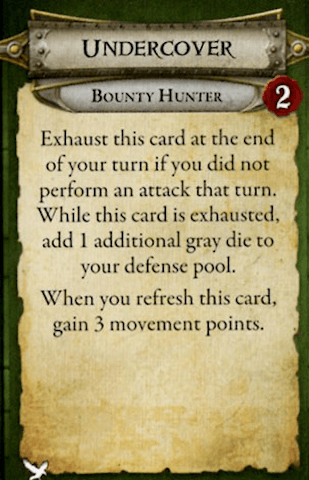 UNDERCOVER
BOUNTY HUNTER
2
Exhaust this card at the end
of your turn if you did not
perform an attack that turn.
While this card is exhausted,
add 1 additional gray die to
your defense pool.
When you refresh this card,
gain 3 movement points.